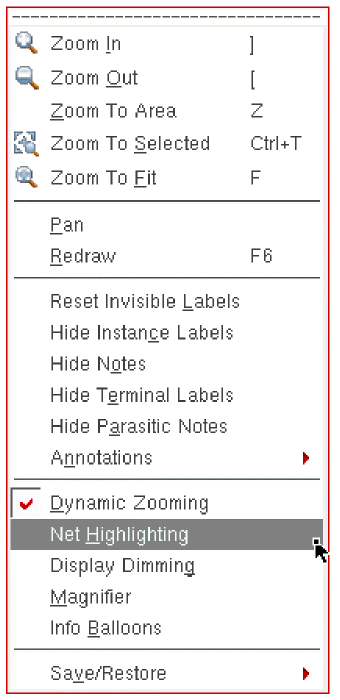 Zoom In ]
Zoom Out [
Zoom To Area Z
Zoom To Selected Ctrl+T
Zoom To Fit F
Pan
Redraw F6
Reset Invisible Labels
Hide Instance Labels
Hide Notes
Hide Terminal Labels
Hide Parasitic Notes
Annotations
Dynamic Zooming
Net Highlighting
Display Dimming
Magnifier
Info Balloons
Save/Restore